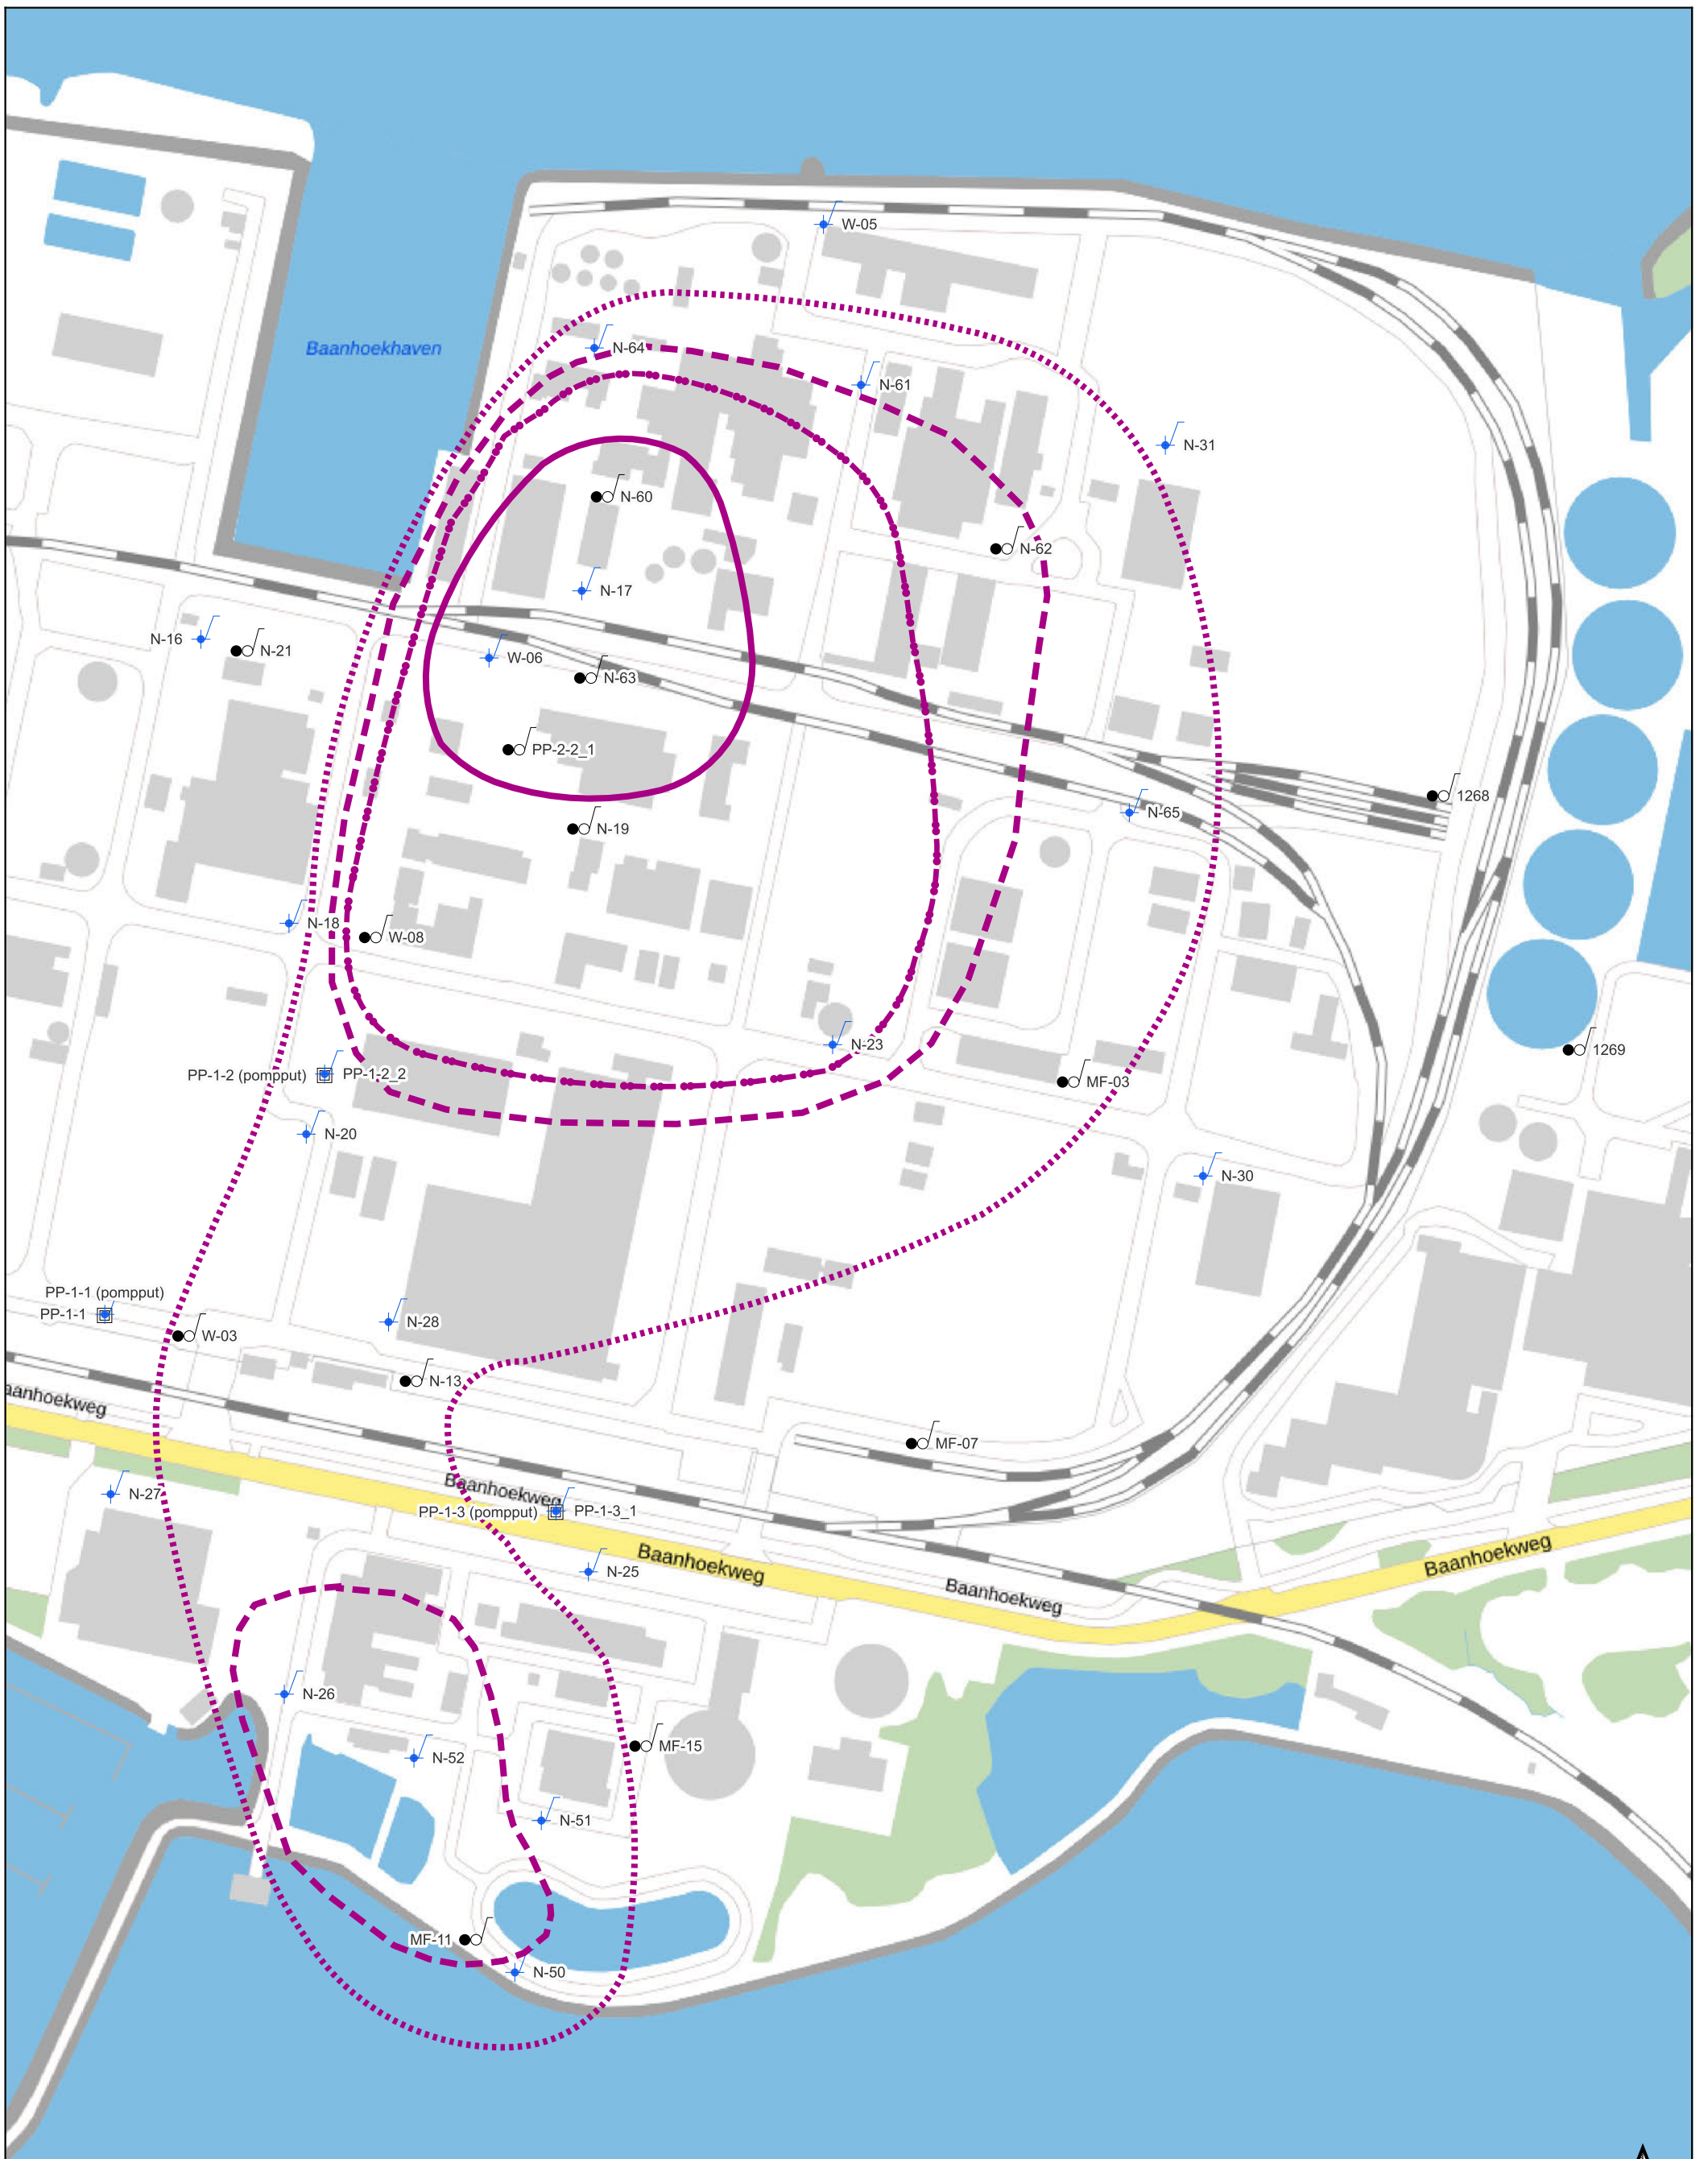 W-05
Baanhoekhaven
N-64
N-61
N-31
N-60
N-62
N-17
N-16
N-21
W-06
N-63
PP-2-2_1
1268
N-65
N-19
N-18
W-08
N-23
1269
PP-1-2 (pompput)
PP-1-2_2
MF-03
N-20
N-30
PP-1-1 (pompput)
PP-1-1
N-28
W-03
N-13
aanhoekweg
MF-07
Baanhoekweg
N-27
PP-1-3 (pompput)
PP-1-3_1
Baanhoekweg
Baanhoekweg
N-25
Baanhoekweg
N-26
MF-15
N-52
N-51
MF-11
N-50